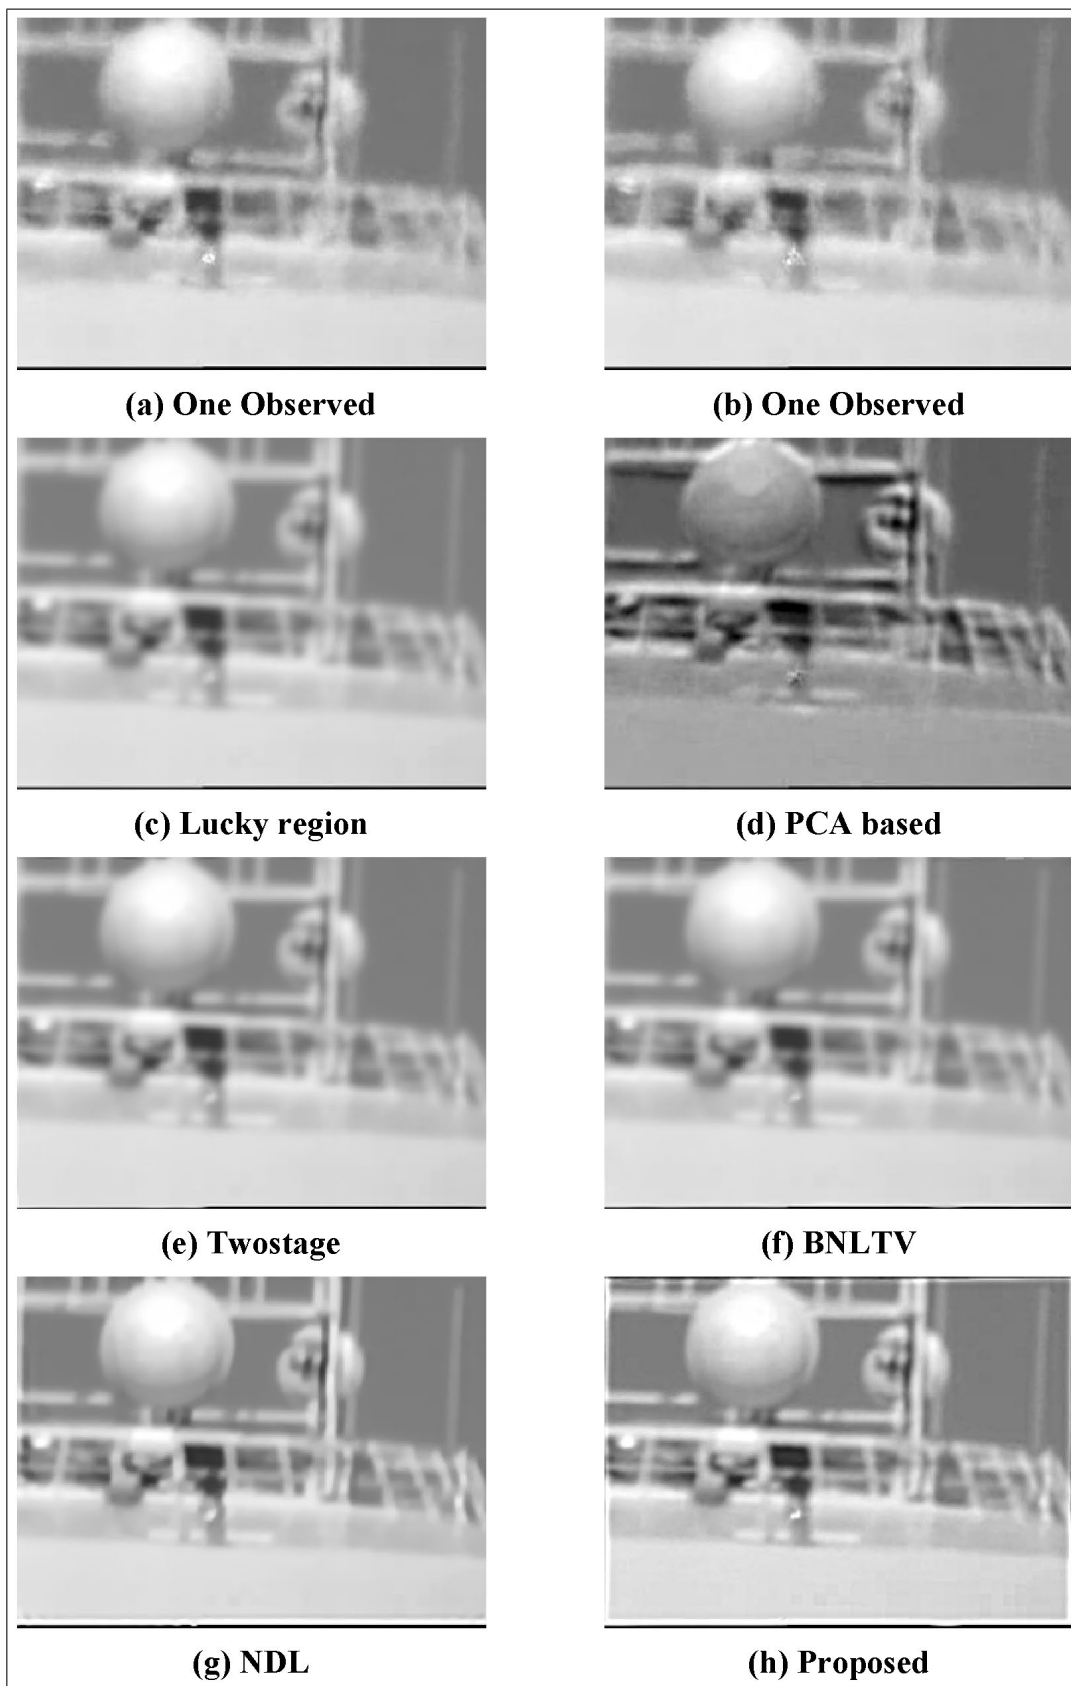 (a) One Observed
(b) One Observed
(c) Lucky region
(d) PCA based
(e) Twostage
(f) BNLTV
(g) NDL
(h) Proposed